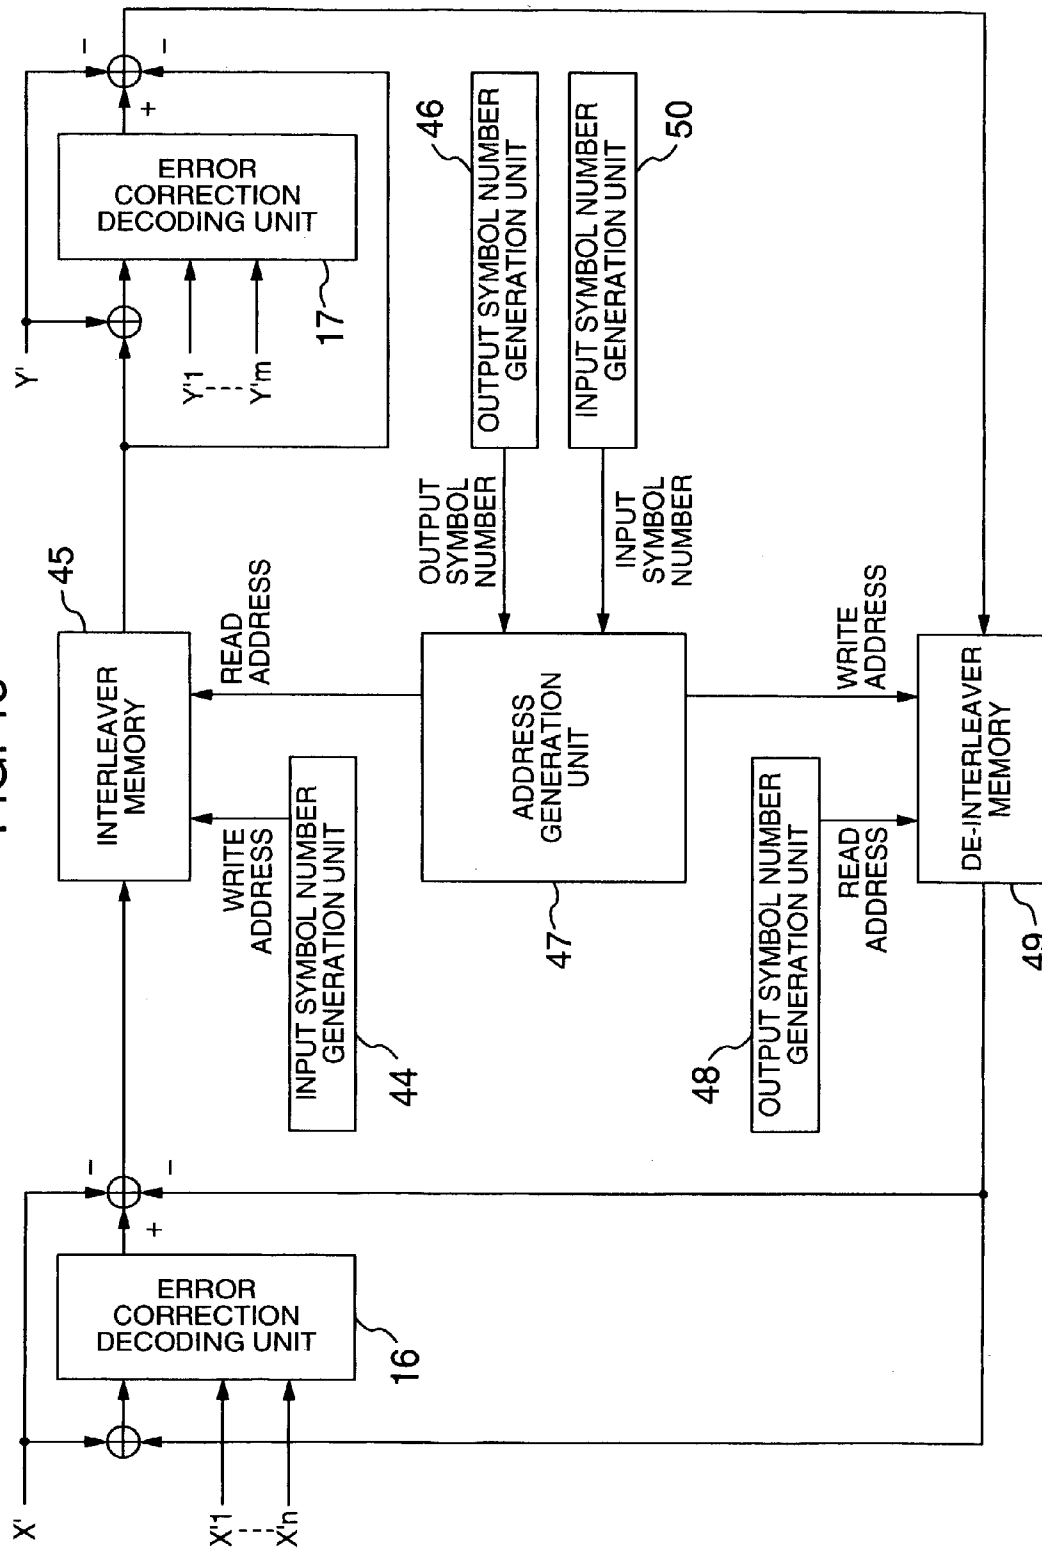 X'
X'1
X'n
ERROR
CORRECTION
DECODING UNIT
16
+
-
-
INTERLEAVER
MEMORY
45
WRITE
ADDRESS
READ
ADDRESS
INPUT SYMBOL NUMBER
GENERATION UNIT
44
Y'
Y'1
Y'm
ERROR
CORRECTION
DECODING UNIT
17
+
-
-
ADDRESS
GENERATION
UNIT
47
OUTPUT
SYMBOL
NUMBER
OUTPUT SYMBOL NUMBER
GENERATION UNIT
46
INPUT
SYMBOL
NUMBER
INPUT SYMBOL NUMBER
GENERATION UNIT
50
OUTPUT SYMBOL NUMBER
GENERATION UNIT
48
READ
ADDRESS
WRITE
ADDRESS
DE-INTERLEAVER
MEMORY
49